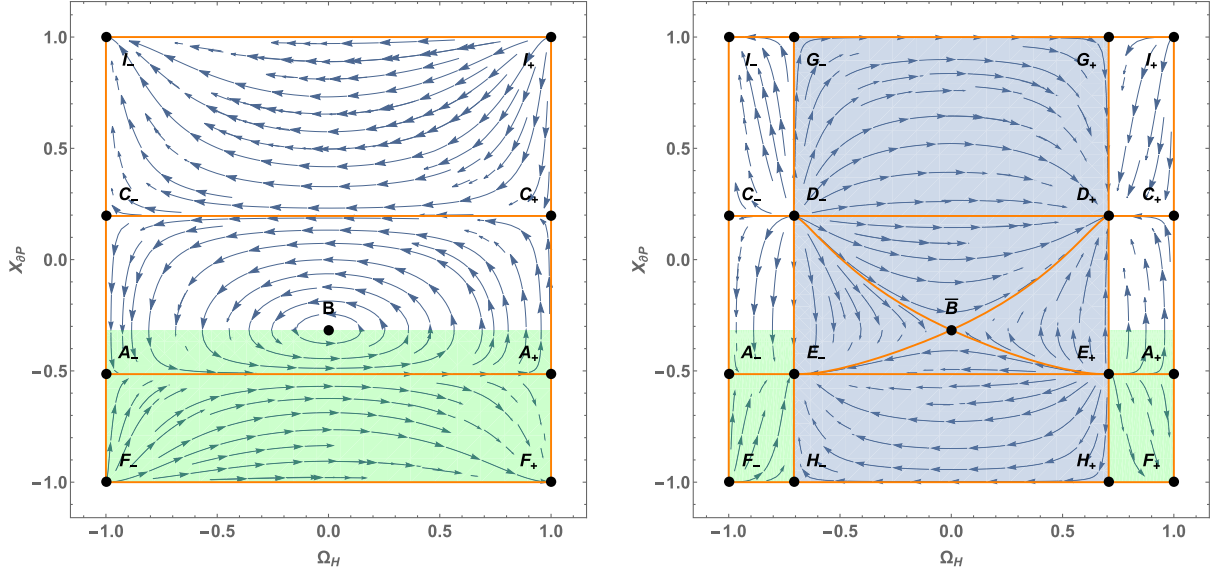 1.0
0.5
0.0
−0.5
−1.0
X∂P
I− I+
C− C+
B
A− A+
F− F+
−1.0 −0.5 0.0 0.5 1.0
ΩH
1.0
0.5
0.0
−0.5
−1.0
X∂P
I− G− G+ I+
C− D− D+ C+
B̅
A− E− E+ A+
F− H− H+ F+
−1.0 −0.5 0.0 0.5 1.0
ΩH